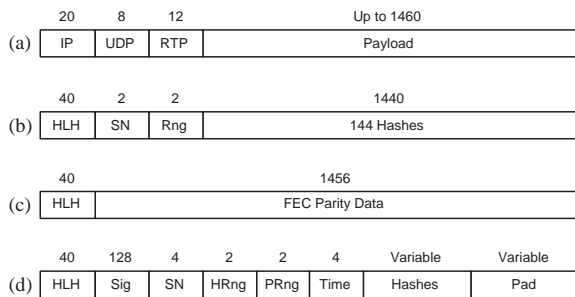 20 8 12 Up to 1460
(a) IP UDP RTP Payload
40 2 2 1440
(b) HLH SN Rng 144 Hashes
40 1456
(c) HLH FEC Parity Data
40 128 4 2 2 4 Variable Variable
(d) HLH Sig SN HRng PRng Time Hashes Pad